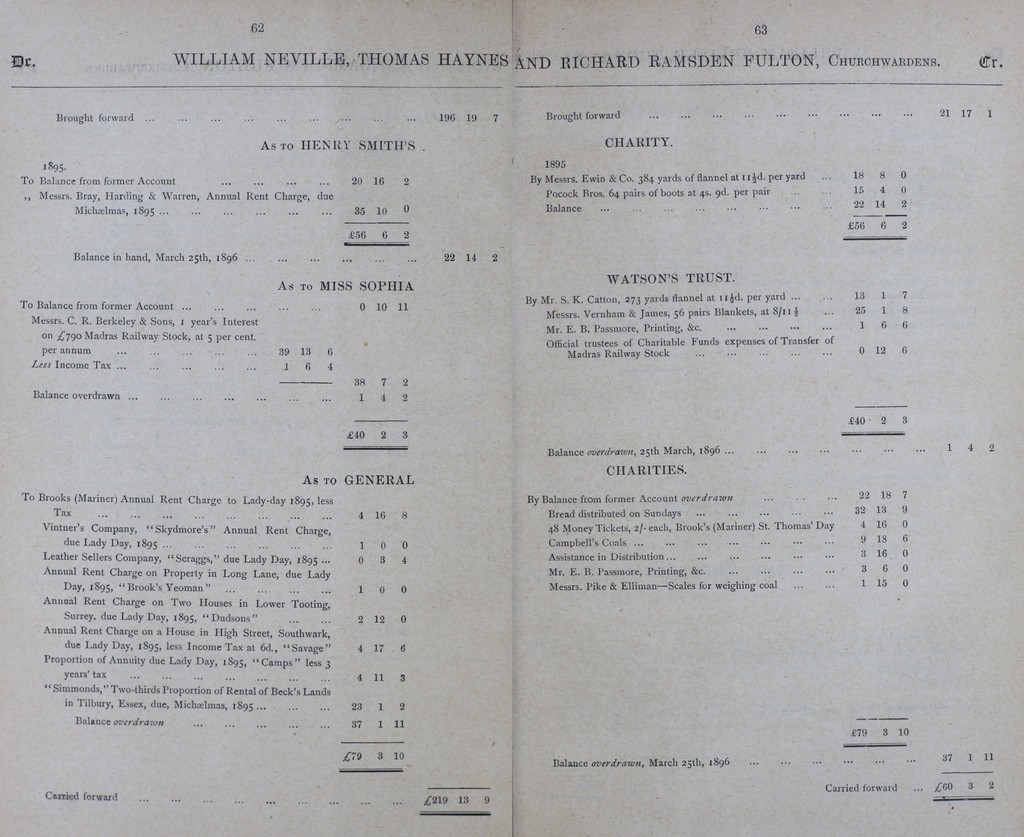 62
Dr. WILLIAM NEVILLE, THOMAS HAYNES
Brought forward ... ... ... ... ... ... ... ... ... 196 19 7
As to HENRY SMITH'S
1895.
To Balance from former Account ... ... ... ... 20 16 2
,, Messrs. Bray, Harding & Warren, Annual Rent Charge, due
Michælmas, 1895 ... ... ... ... ... ... 35 10 0
£56 6 2
Balance in hand, March 25th, 1896 ... ... ... ... ... ... 22 14 2
As to MISS SOPHIA
To Balance from former Account ... ... ... ... ... 0 10 11
Messrs. C. R. Berkeley & Sons, 1 year's Interest
on £790 Madras Railway Stock, at 5 per cent.
per annum ... ... ... ... ... 39 13 6
Less Income Tax ... ... ... ... ... 1 6 4
38 7 2
Balance overdrawn ... ... ... ... ... ... ... 1 4 2
£40 2 3
As to GENERAL
To Brooks (Mariner) Annual Rent Charge to Lady-day 1895, less
Tax ... ... ... ... ... ... ... ... ... 4 16 8
Vintner's Company, "Skydmore's" Annual Rent Charge,
due Lady Day, 1895 ... ... ... ... ... ... 1 0 0
Leather Sellers Company, "Scraggs," due Lady Day, 1895 ... 0 3 4
Annual Rent Charge on Property in Long Lane, due Lady
Day, 1895, "Brook's Yeoman" ... ... ... ... 1 0 0
Annual Rent Charge on Two Houses in Lower Tooting,
Surrey, due Lady Day, 1895, "Dudsons" ... ... 2 12 0
Annual Rent Charge on a House in High Street, Southwark,
due Lady Day, 1895, less Income Tax at 6d., "Savage" 4 17 6
Proportion of Annuity due Lady Day, 1895, "Camps" less 3
years' tax ... ... ... ... ... ... ... 4 11 3
"Simmonds," Two-thirds Proportion of Rental of Beck's Lands
in Tilbury, Essex, due, Michælmas, 1895 ... ... ... 23 1 2
Balance overdrawn ... ... ... ... ... 37 1 11
£79 3 10
Carried forward ... ... ... ... ... ... ... ... ... £219 13 9
63
AND RICHARD RAMSDEN FULTON, Churchwardens. Cr.
Brought forward ... ... ... ... ... ... ... ... ... 21 17 1
CHARITY.
1895
By Messrs. Ewin & Co. 384 yards of flannel at 11½d. per yard ... 18 8 0
Pocock Bros. 64 pairs of boots at 4s. 9d. per pair ... 15 4 0
Balance ... ... ... ... ... ... ... ... 22 14 2
£56 6 2
WATSON'S TRUST.
By Mr. S. K. Catton, 273 yards flannel at 11½d. per yard ... ... 13 1 7
Messrs. Vernham & James, 56 pairs Blankets, at 8/11½ ... 25 1 8
Mr. E. B. Passmore, Printing, &c. ... ... ... ... 1 6 6
Official trustees of Charitable Funds expenses of Transfer of
Madras Railway Stock ... ... ... ... ... 0 12 6
£40 2 3
Balance overdrawn, 25th March, 1896 ... ... ... ... ... ... ... 1 4 2
CHARITIES.
By Balance from former Account overdrawn ... ... ... 22 18 7
Bread distributed on Sundays ... ... ... ... ... 32 13 9
48 Money Tickets, 2/- each, Brook's (Mariner) St. Thomas' Day 4 16 0
Campbell's Coals ... ... ... ... ... ... ... 9 18 6
Assistance in Distribution ... ... ... ... ... ... 3 16 0
Mr. E. B. Passmore, Printing, &c. ... ... ... ... 3 6 0
Messrs. Pike & Elliman—Scales for weighing coal ... ... 1 15 0
£79 3 10
Balance overdrawn, March 25th, 1896 ... ... ... ... ... ... 37 1 11
Carried forward ... £60 3 2